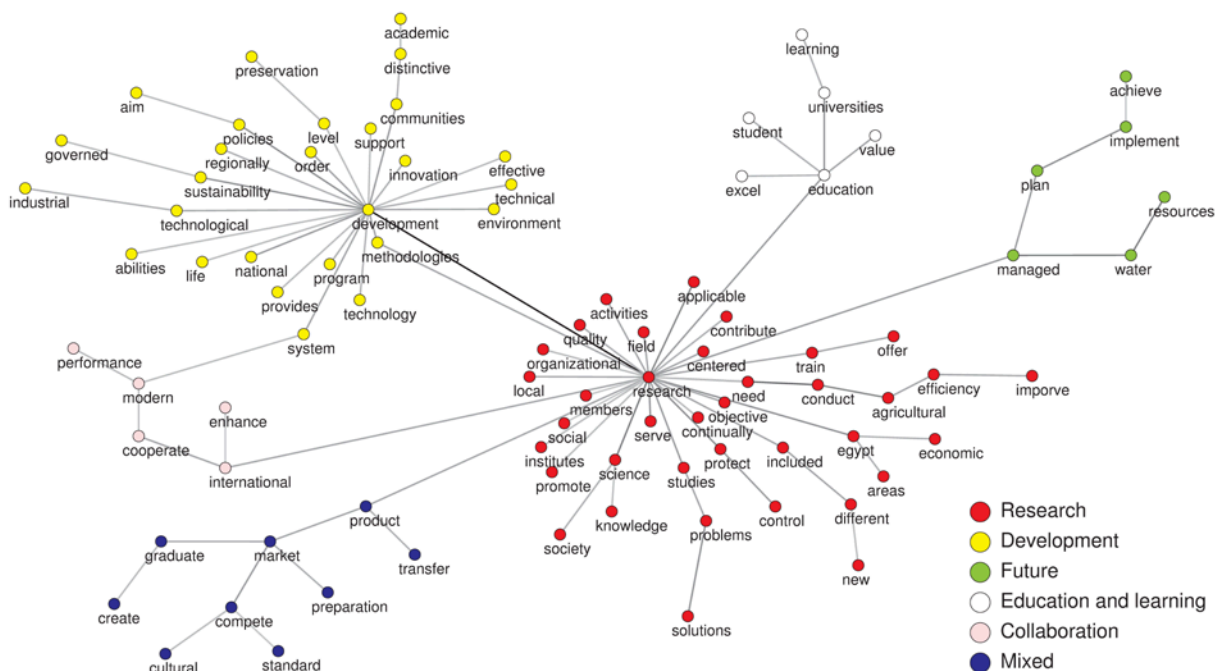 academic
learning
preservation
distinctive
achieve
aim
universities
communities
student
implement
policies
level
support
value
governed
regionally
order
innovation
effective
excel
education
plan
sustainability
technical
resources
industrial
technological
development
environment
methodologies
managed
water
abilities
life
national
program
applicable
provides
technology
activities
contribute
quality
field
system
offer
performance
organizational
centered
train
local
research
need
efficiency
imporve
modern
members
conduct
agricultural
enhance
objective
social
serve
continually
cooperate
institutes
protect
included
egypt
economic
international
promote
science
studies
areas
product
knowledge
control
different
Research
society
problems
Development
graduate
market
transfer
new
Future
preparation
Education and learning
create
compete
solutions
Collaboration
cultural
standard
Mixed